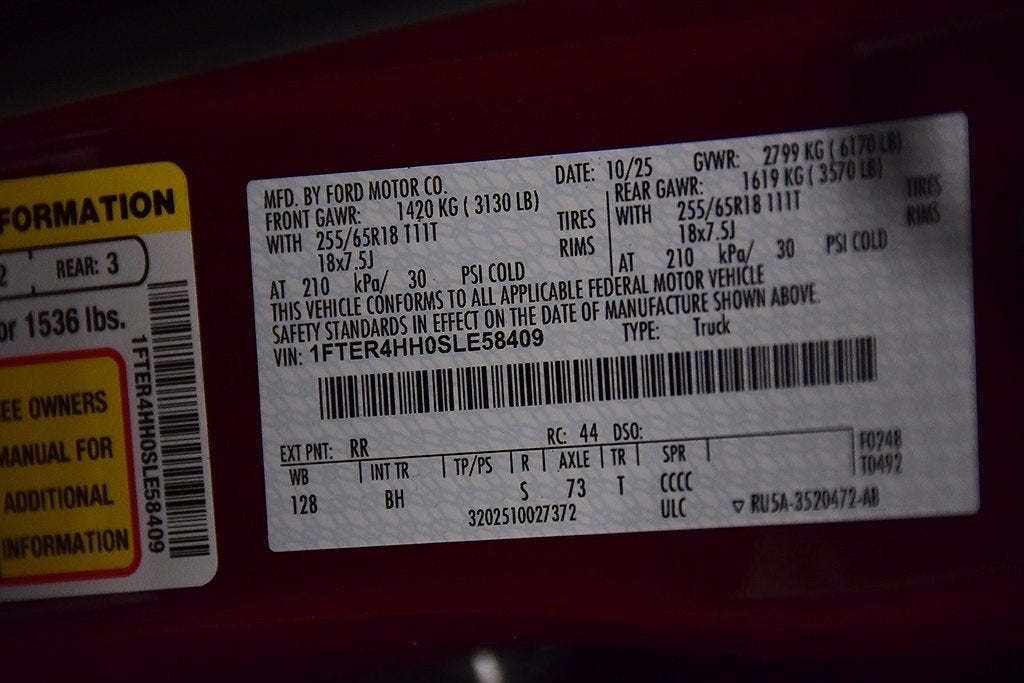 FORMATION
2 REAR: 3
or 1536 lbs.
EE OWNERS
MANUAL FOR
ADDITIONAL
INFORMATION
1FTER4HH0SLE58409
MFD. BY FORD MOTOR CO. DATE: 10/25 GVWR: 2799 KG ( 6170 LB)
FRONT GAWR: 1420 KG ( 3130 LB) REAR GAWR: 1619 KG ( 3570 LB)
WITH 255/65R18 111T TIRES WITH 255/65R18 111T TIRES
18x7.5J RIMS 18x7.5J RIMS
AT 210 kPa/ 30 PSI COLD AT 210 kPa/ 30 PSI COLD
THIS VEHICLE CONFORMS TO ALL APPLICABLE FEDERAL MOTOR VEHICLE
SAFETY STANDARDS IN EFFECT ON THE DATE OF MANUFACTURE SHOWN ABOVE.
VIN: 1FTER4HH0SLE58409 TYPE: Truck
EXT PNT: RR RC: 44 DSO:
WB INT TR TP/PS R AXLE TR SPR F0248
128 BH S 73 T CCCC T0492
3202510027372 ULC ▽ RU5A-3520472-AB